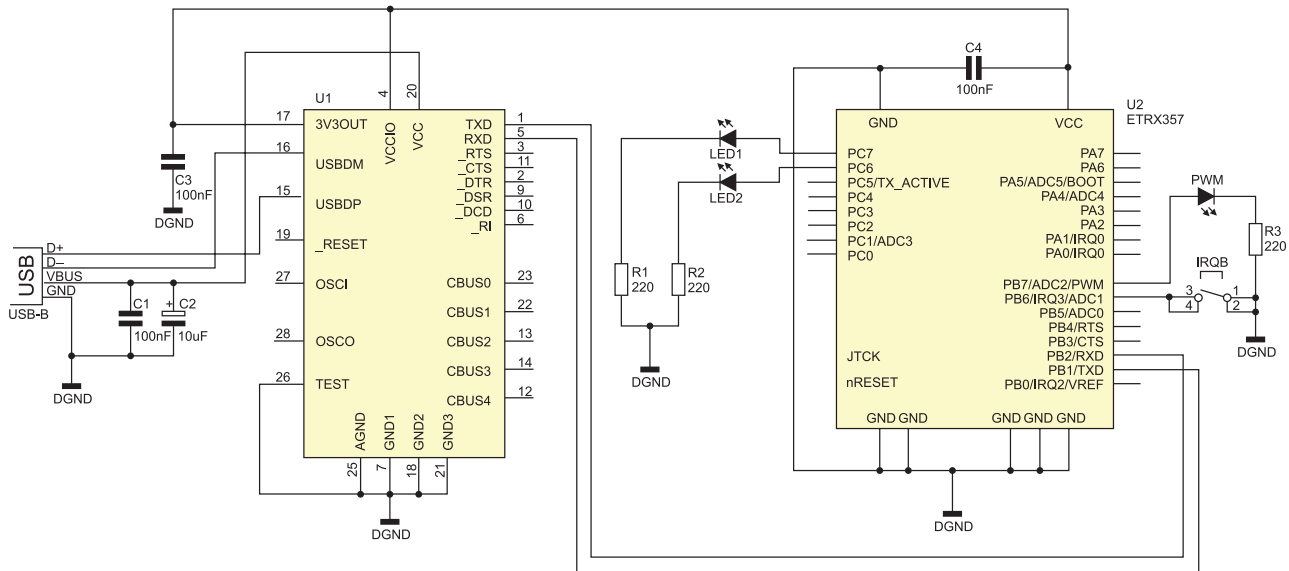 C4
100nF
U1
4
20
17
3V3OUT
VCCIO
VCC
TXD
1
RXD
5
_RTS
3
_CTS
11
_DTR
2
_DSR
9
_DCD
10
_RI
6
16
USBDM
15
USBDP
19
_RESET
27
OSCI
28
OSCO
26
TEST
CBUS0
23
CBUS1
22
CBUS2
13
CBUS3
14
CBUS4
12
AGND
GND1
GND2
GND3
25
7
18
21
DGND
C3
100nF
DGND
USB
USB-B
D+
D–
VBUS
GND
C1
100nF
C2
+
10uF
DGND
LED1
LED2
R1
220
R2
220
DGND
U2
ETRX357
GND
VCC
PC7
PC6
PC5/TX_ACTIVE
PC4
PC3
PC2
PC1/ADC3
PC0
JTCK
nRESET
PA7
PA6
PA5/ADC5/BOOT
PA4/ADC4
PA3
PA2
PA1/IRQ0
PA0/IRQ0
PB7/ADC2/PWM
PB6/IRQ3/ADC1
PB5/ADC0
PB4/RTS
PB3/CTS
PB2/RXD
PB1/TXD
PB0/IRQ2/VREF
GND GND
GND GND GND
DGND
PWM
R3
220
IRQB
3
4
1
2
DGND